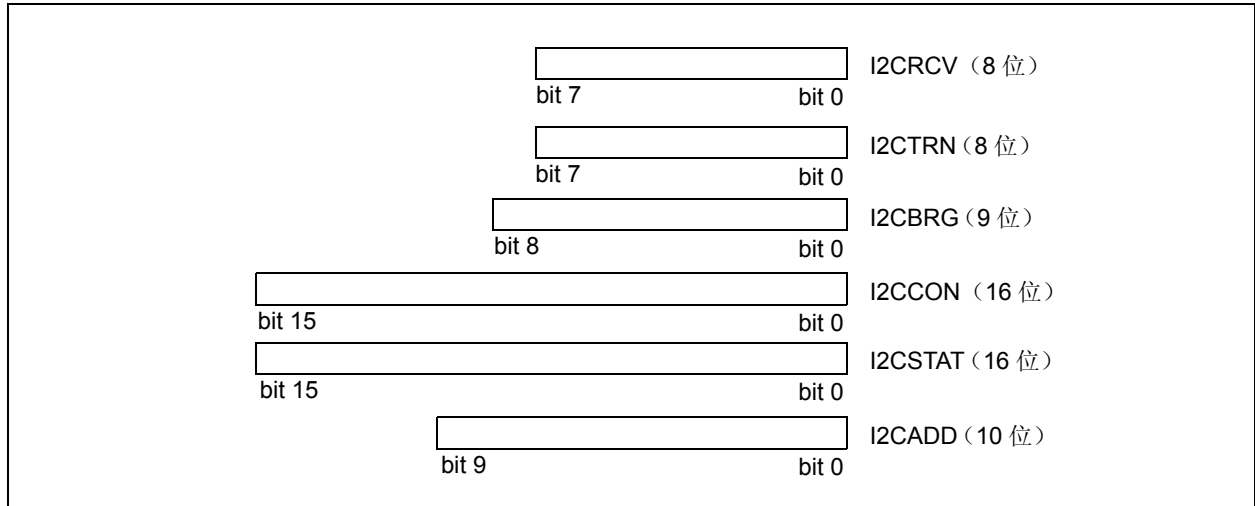 I2CRCV（8 位）
bit 7 bit 0
I2CTRN（8 位）
bit 7 bit 0
I2CBRG（9 位）
bit 8 bit 0
I2CCON （16 位）
bit 15 bit 0
I2CSTAT（16 位）
bit 15 bit 0
I2CADD（10 位）
bit 9 bit 0